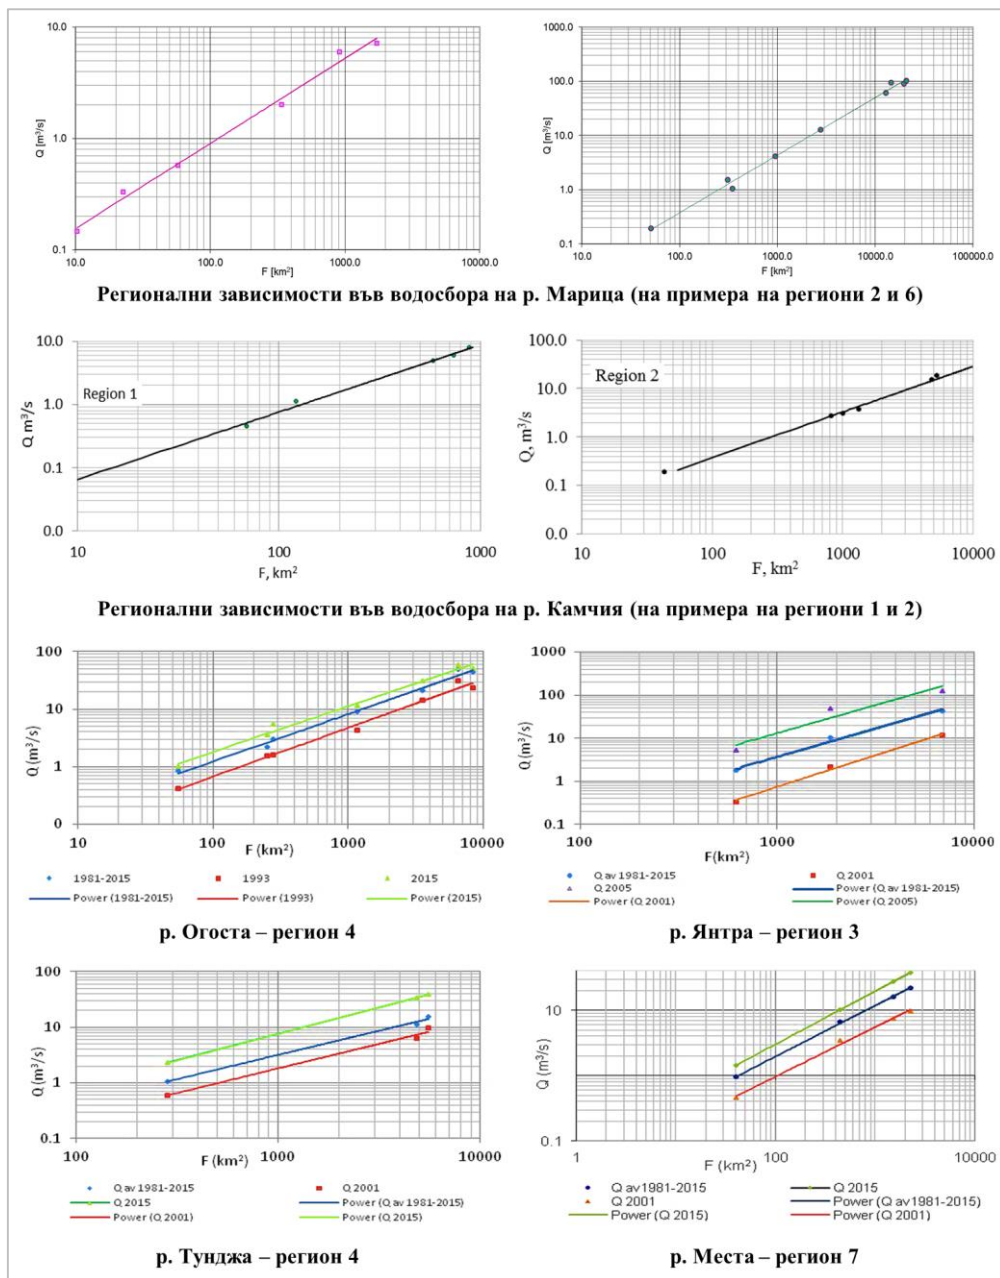 10.0
1.0
0.1
Q [m³/s]
10.0 100.0 1000.0 10000.0
F [km²]
1000.0
100.0
10.0
1.0
0.1
Q [m³/s]
10.0 100.0 1000.0 10000.0 100000.0
F [km²]
Регионални зависимости във водосбора на р. Марица (на примера на региони 2 и 6)
10.0
1.0
0.1
0.0
Q m³/s
Region 1
10 100 1000
F, km²
100.0
10.0
1.0
0.1
0.0
Q, m³/s
Region 2
10 100 1000 10000
F, km²
Регионални зависимости във водосбора на р. Камчия (на примера на региони 1 и 2)
100
10
1
0
Q (m³/s)
10 100 1000 10000
F (km²)
1981-2015 1993 2015
Power (1981-2015) Power (1993) Power (2015)
р. Огоста – регион 4
1000
100
10
1
0.1
Q (m³/s)
100 1000 10000
F(km²)
Q av 1981-2015 Q 2001
Q 2005 Power (Q av 1981-2015)
Power (Q 2001) Power (Q 2005)
р. Янтра – регион 3
100
10
1
0.1
Q (m³/s)
100 1000 10000
F (km²)
Q av 1981-2015 Q 2001
Q 2015 Power (Q av 1981-2015)
Power (Q 2001) Power (Q 2015)
р. Тунджа – регион 4
10
1
0.1
Q (m³/s)
1 100 10000
F (km²)
Q av1981-2015 Q 2015
Q 2001 Power (Q av1981-2015)
Power (Q 2015) Power (Q 2001)
р. Места – регион 7